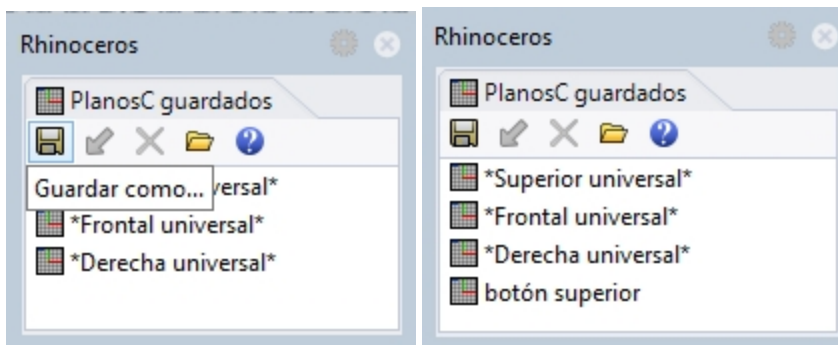 Rhinoceros
PlanosC guardados
Guardar como...
versal*
*Frontal universal*
*Derecha universal*
Rhinoceros
PlanosC guardados
*Superior universal*
*Frontal universal*
*Derecha universal*
botón superior